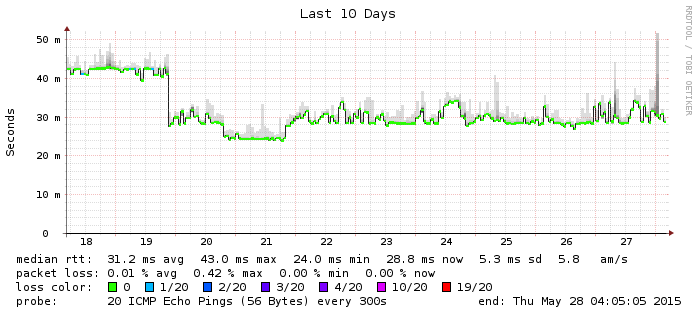 Last 10 Days
RRDTOOL / TOBI OETIKER
Seconds
50 m
40 m
30 m
20 m
10 m
0
18 19 20 21 22 23 24 25 26 27
median rtt: 31.2 ms avg 43.0 ms max 24.0 ms min 28.8 ms now 5.3 ms sd 5.8 am/s
packet loss: 0.01 % avg 0.42 % max 0.00 % min 0.00 % now
loss color: 0 1/20 2/20 3/20 4/20 10/20 19/20
probe: 20 ICMP Echo Pings (56 Bytes) every 300s end: Thu May 28 04:05:05 2015